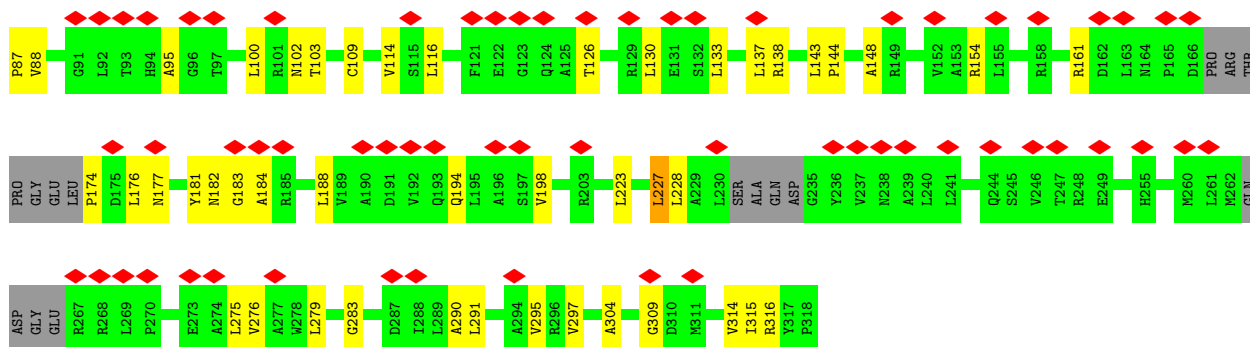 P87 V88 G91 L92 T93 H94 A95 G96 T97 L100 R101 N102 T103 C109 V114 S115 L116 F121 E122 G123 Q124 A125 T126 R129 L130 E131 S132 L133 L137 R138 L143 P144 A148 R149 V152 A153 R154 L155 R158 R161 D162 L163 N164 P165 D166 PRO ARG THR
PRO GLY GLU LEU P174 D175 L176 N177 Y181 N182 G183 A184 R185 L188 V189 A190 D191 V192 Q193 Q194 L195 A196 S197 V198 R203 L223 L227 L228 A229 L230 SER ALA GLN ASP G235 Y236 V237 N238 A239 L240 L241 Q244 S245 V246 T247 R248 E249 H255 M260 L261 M262 GLN
ASP GLY GLU R267 R268 L269 P270 E273 A274 L275 V276 A277 W278 L279 G283 D287 I288 L289 A290 L291 A294 V295 R296 V297 A304 G309 D310 M311 V314 I315 R316 Y317 P318